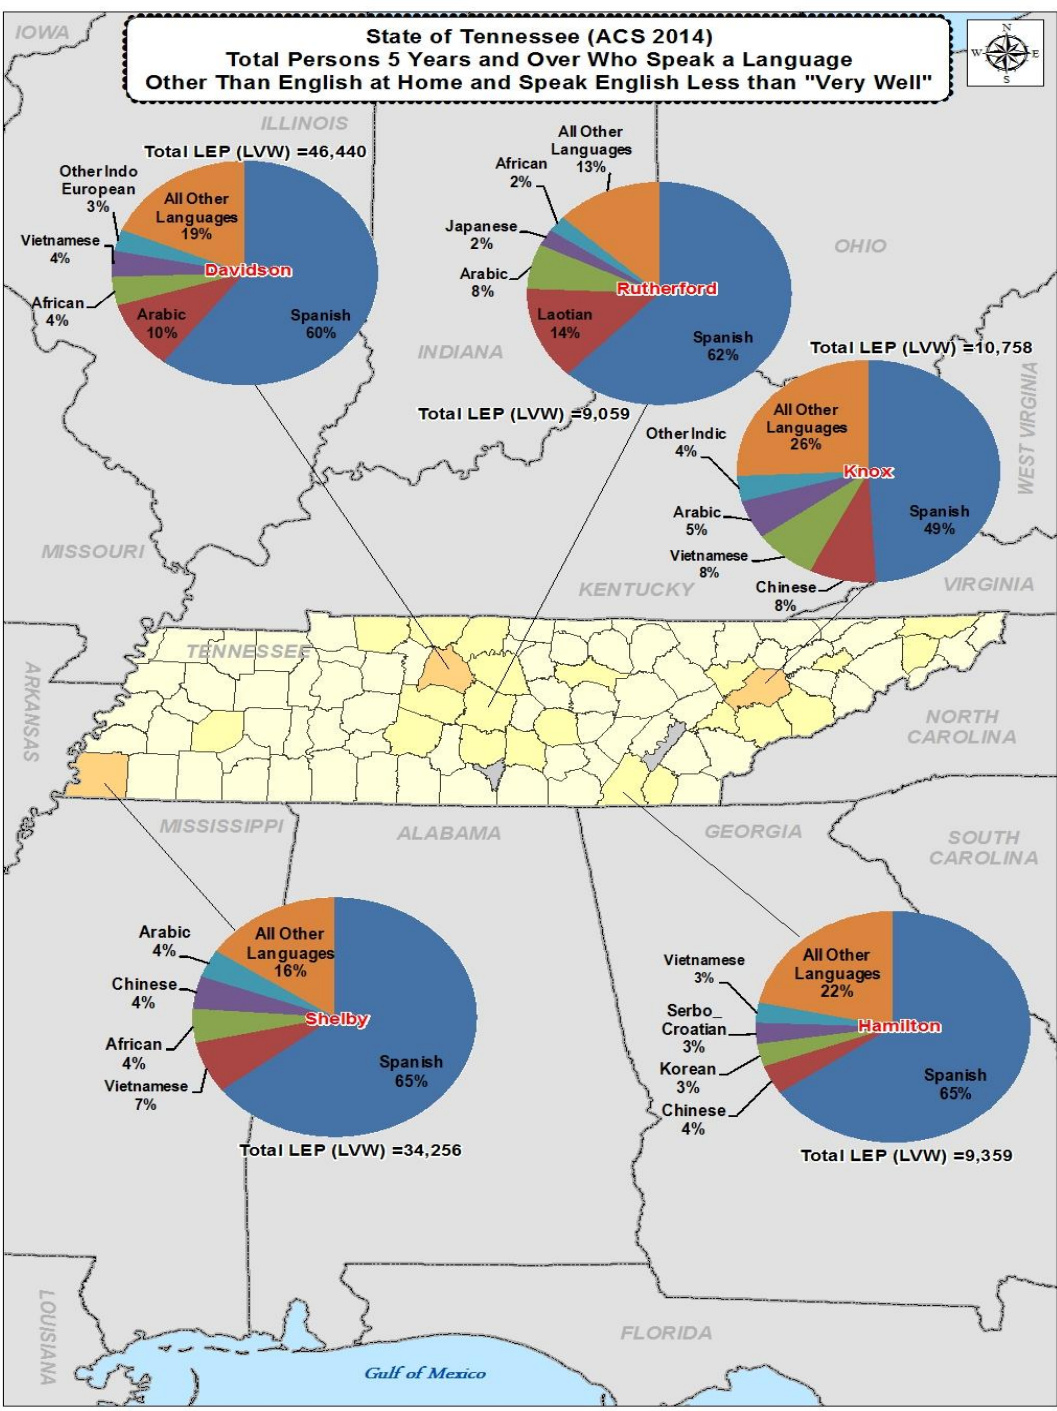 State of Tennessee (ACS 2014)
Total Persons 5 Years and Over Who Speak a Language
Other Than English at Home and Speak English Less than "Very Well"
N
W
E
S
IOWA
ILLINOIS
Total LEP (LVW) =46,440
Other Indo
European
3%
All Other
Languages
19%
Vietnamese
4%
Davidson
African
4%
Arabic
10%
Spanish
60%
All Other
Languages
13%
African
2%
Japanese
2%
Arabic
8%
Rutherford
Laotian
14%
Spanish
62%
Total LEP (LVW) =9,059
OHIO
INDIANA
WEST VIRGINIA
Total LEP (LVW) =10,758
All Other
Languages
26%
Other Indic
4%
Knox
Arabic
5%
Spanish
49%
Vietnamese
8%
Chinese
8%
MISSOURI
KENTUCKY
VIRGINIA
TENNESSEE
ARKANSAS
NORTH
CAROLINA
MISSISSIPPI
ALABAMA
GEORGIA
SOUTH
CAROLINA
Arabic
4%
All Other
Languages
16%
Chinese
4%
Shelby
African
4%
Spanish
65%
Vietnamese
7%
Total LEP (LVW) =34,256
Vietnamese
3%
All Other
Languages
22%
Serbo_
Croatian
3%
Hamilton
Korean
3%
Spanish
65%
Chinese
4%
Total LEP (LVW) =9,359
LOUISIANA
FLORIDA
Gulf of Mexico